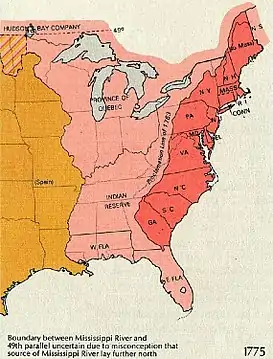 HUDSON BAY COMPANY
49°
N S
(to Mass.)
PROVINCE OF
QUEBEC
N Y
N H
MASS
R I
CONN
Proclamation Line of 1763
PA
N J
MD
DEL
VA
(Spain)
INDIAN
RESERVE
N C
S C
GA
W. FLA
E. FLA
Boundary between Mississippi River and
49th parallel uncertain due to misconception that
source of Mississippi River lay further north
1775